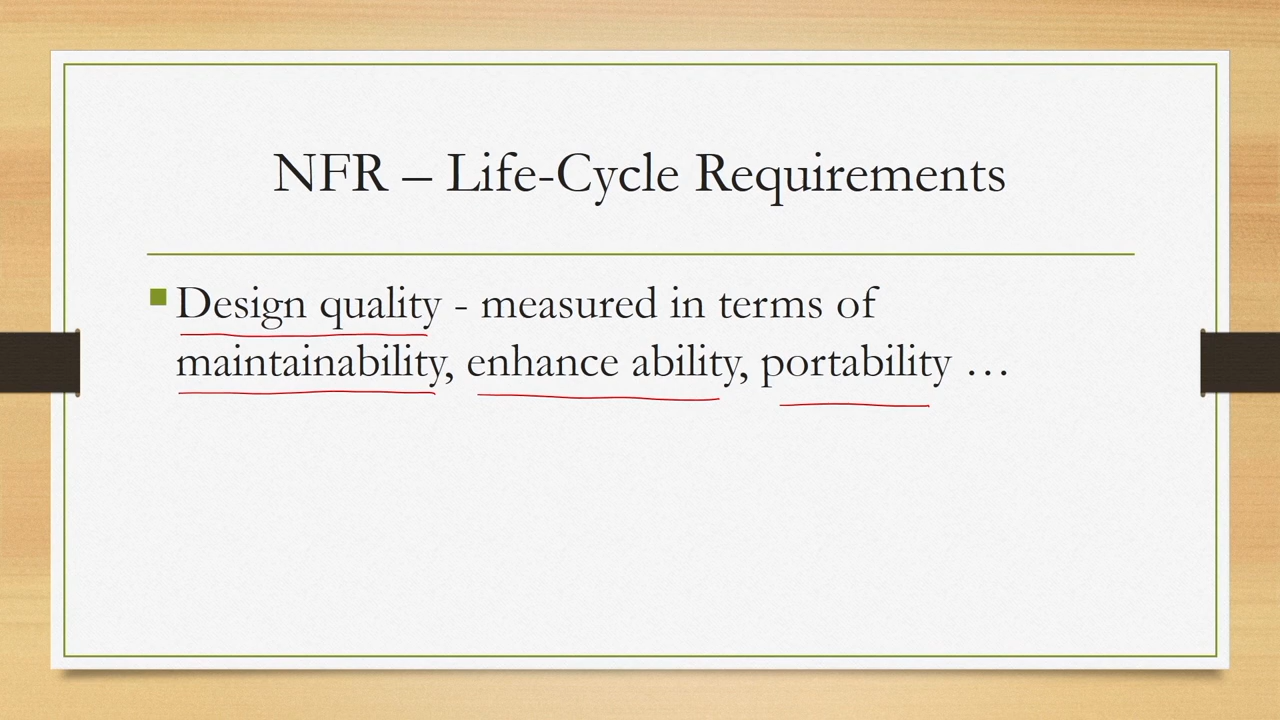 NFR – Life-Cycle Requirements
Design quality - measured in terms of
maintainability, enhance ability, portability …